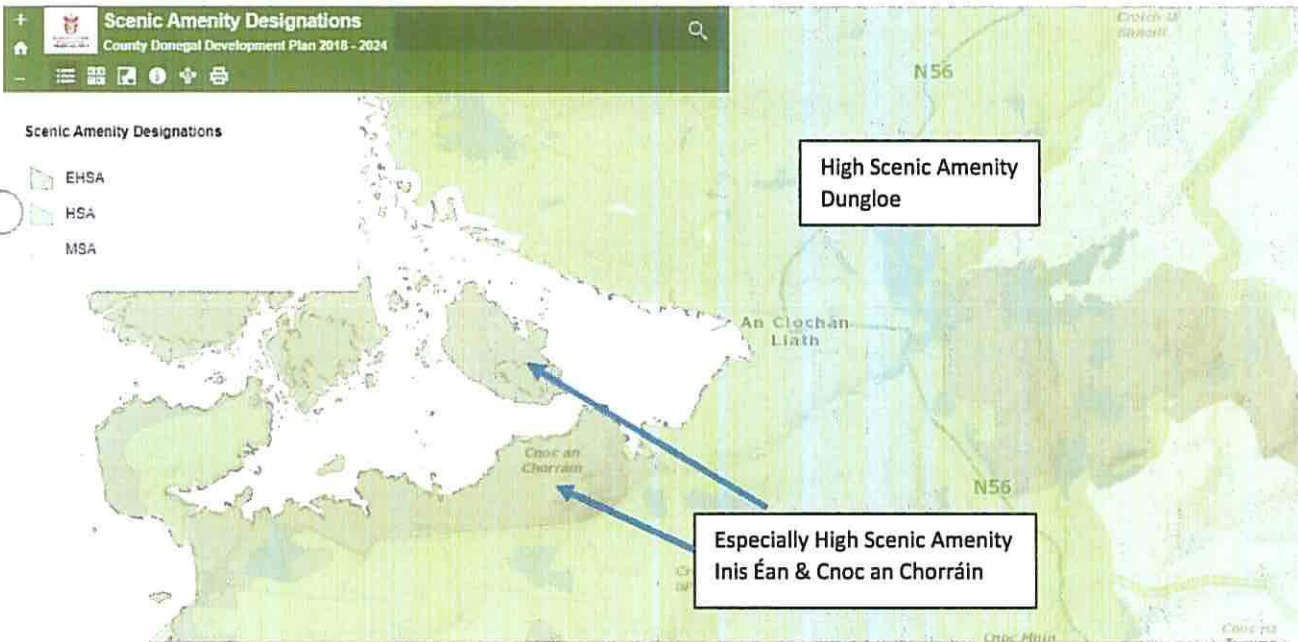 Scenic Amenity Designations
County Donegal Development Plan 2018 - 2024
Scenic Amenity Designations
EHSA
HSA
MSA
N56
High Scenic Amenity
Dungloe
An Clochán
Liath
Cnoc an
Chorráin
N56
Especially High Scenic Amenity
Inis Éan & Cnoc an Chorráin